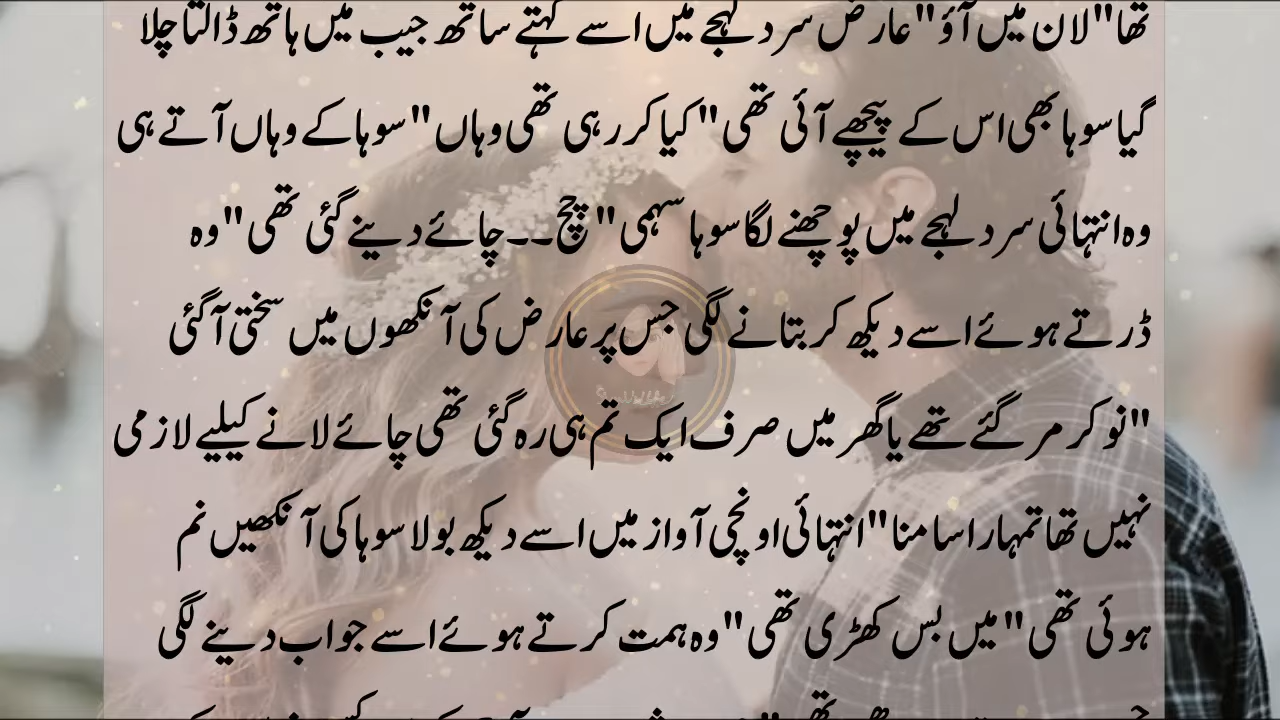 تھا"لان میں آؤ"عارض سرد لہجے میں اسے کہتے ساتھ جیب میں ہاتھ ڈالتا چلا
گیا سوہا بھی اس کے پیچھے آئی تھی"کیا کر رہی تھی وہاں"سوہا کے وہاں آتے ہی
وہ انتہائی سرد لہجے میں پوچھنے لگا سوہا سہمی"چچ۔۔چائے دینے گئی تھی"وہ
ڈرتے ہوئے اسے دیکھ کر بتانے لگی جس پر عارض کی آنکھوں میں سختی آگئی
"نوکر مر گئے تھے یا گھر میں صرف ایک تم ہی رہ گئی تھی چائے لانے کیلیے لازمی
نہیں تھا تمہارا سامنا"انتہائی اونچی آواز میں اسے دیکھ بولا سوہا کی آنکھیں نم
ہوئی تھی"میں بس کھڑی تھی"وہ ہمت کرتے ہوئے اسے جواب دینے لگی